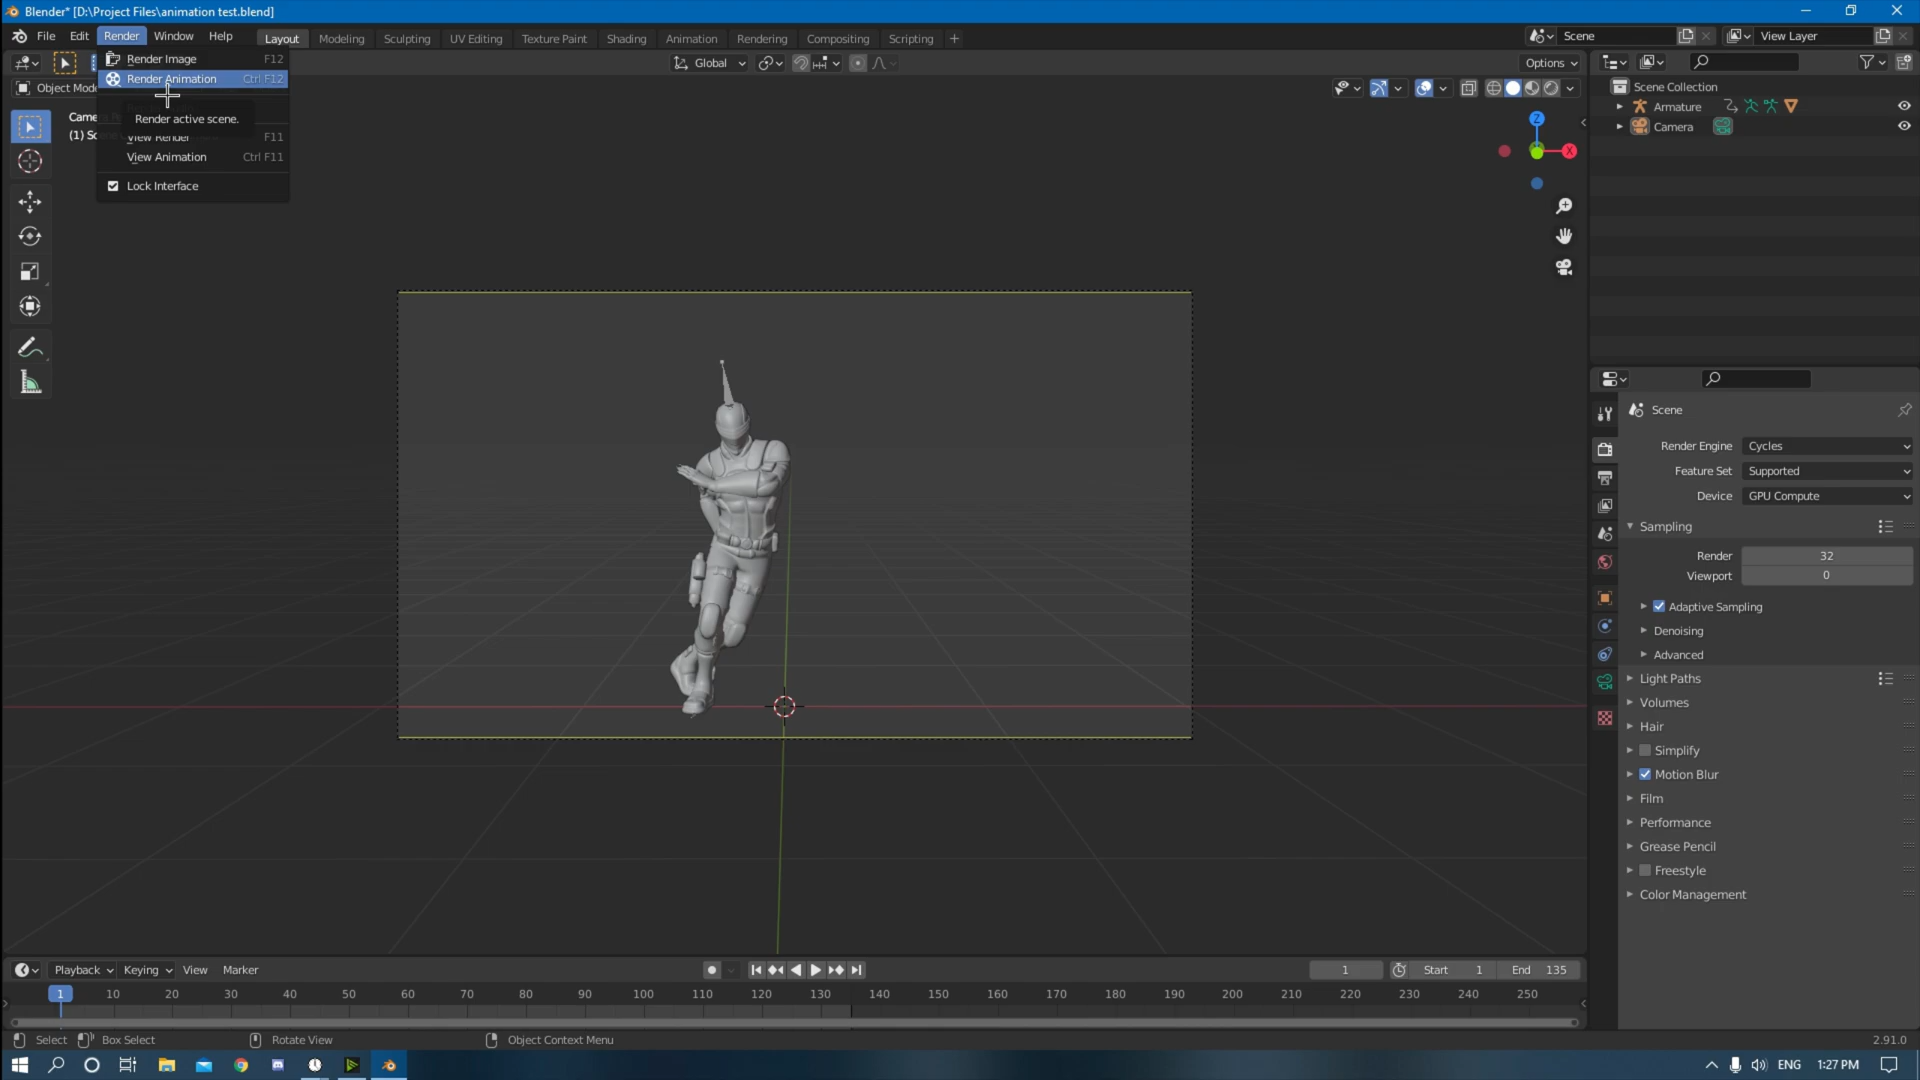 Blender* [D:\Project Files\animation test.blend]
File Edit Render Window Help Layout Modeling Sculpting UV Editing Texture Paint Shading Animation Rendering Compositing Scripting + Scene View Layer
Render Image F12
Render Animation Ctrl F12
Render active scene.
View Render F11
View Animation Ctrl F11
Lock Interface
Global Options
Object Mode
(1)
Z
X
Scene Collection
Armature
Camera
Scene
Render Engine Cycles
Feature Set Supported
Device GPU Compute
Sampling
Render 32
Viewport 0
Adaptive Sampling
Denoising
Advanced
Light Paths
Volumes
Hair
Simplify
Motion Blur
Film
Performance
Grease Pencil
Freestyle
Color Management
Playback Keying View Marker 1 Start 1 End 135
1 10 20 30 40 50 60 70 80 90 100 110 120 130 140 150 160 170 180 190 200 210 220 230 240 250
Select Box Select Rotate View Object Context Menu 2.91.0
ENG 1:27 PM